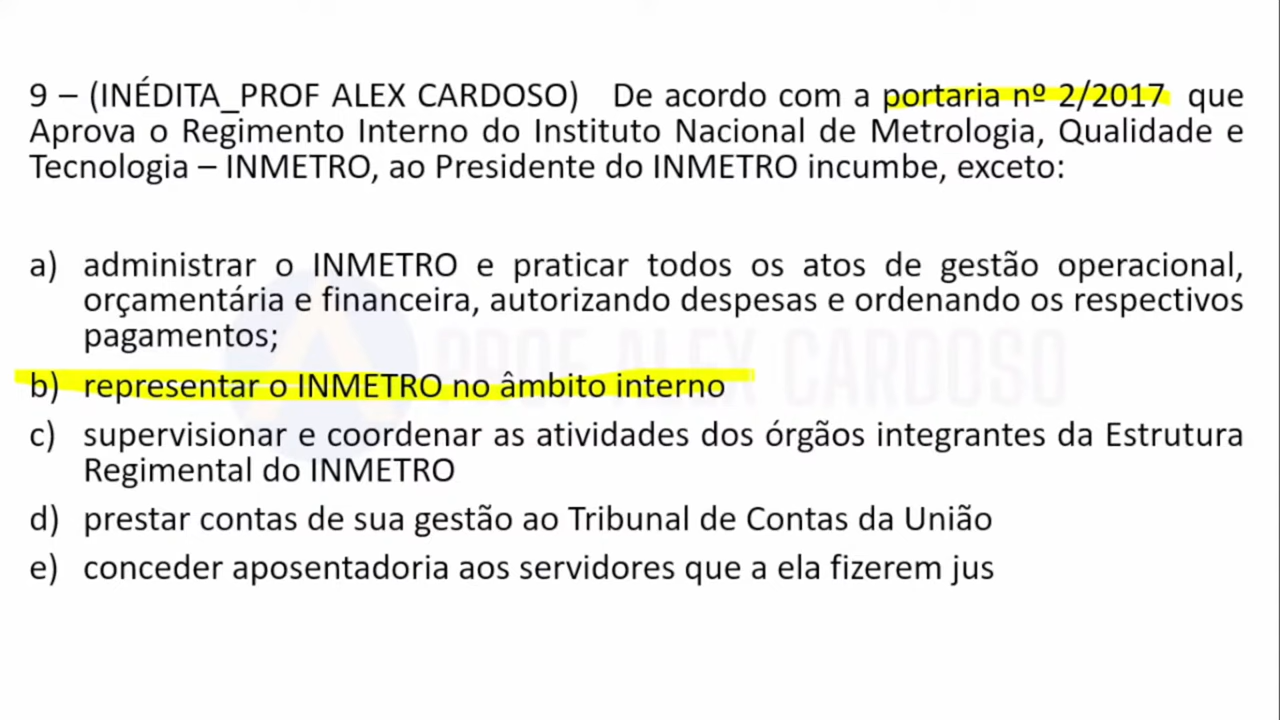 9 – (INÉDITA_PROF ALEX CARDOSO) De acordo com a portaria nº 2/2017 que
Aprova o Regimento Interno do Instituto Nacional de Metrologia, Qualidade e
Tecnologia – INMETRO, ao Presidente do INMETRO incumbe, exceto:
a) administrar o INMETRO e praticar todos os atos de gestão operacional,
orçamentária e financeira, autorizando despesas e ordenando os respectivos
pagamentos;
PROF ALEX CARDOSO
b) representar o INMETRO no âmbito interno
c) supervisionar e coordenar as atividades dos órgãos integrantes da Estrutura
Regimental do INMETRO
d) prestar contas de sua gestão ao Tribunal de Contas da União
e) conceder aposentadoria aos servidores que a ela fizerem jus